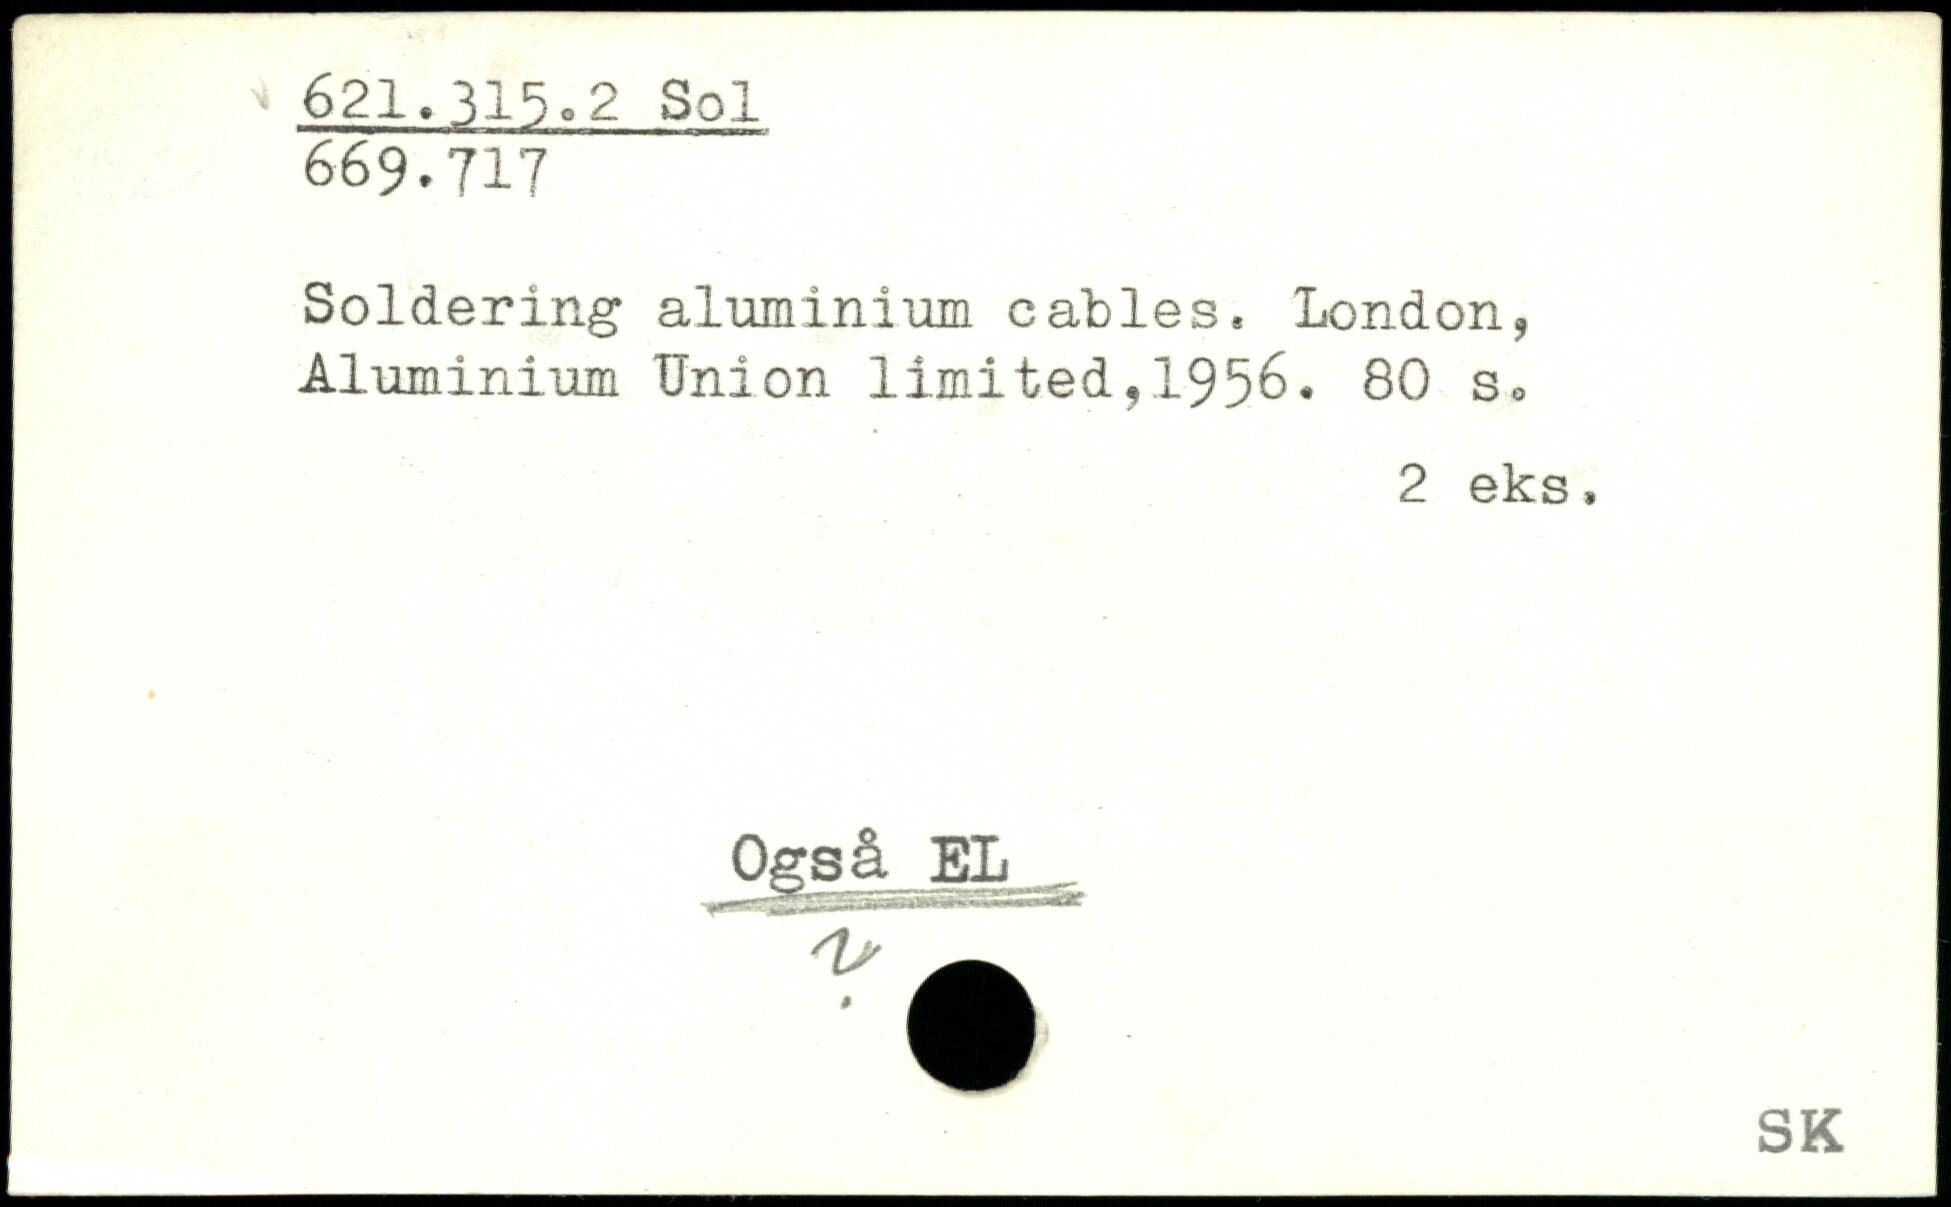 621.315.2 Sol
669.717
Soldering aluminium cables. London,
Aluminium Union limited,1956. 80 s.
2 eks.
Også EL
?
SK